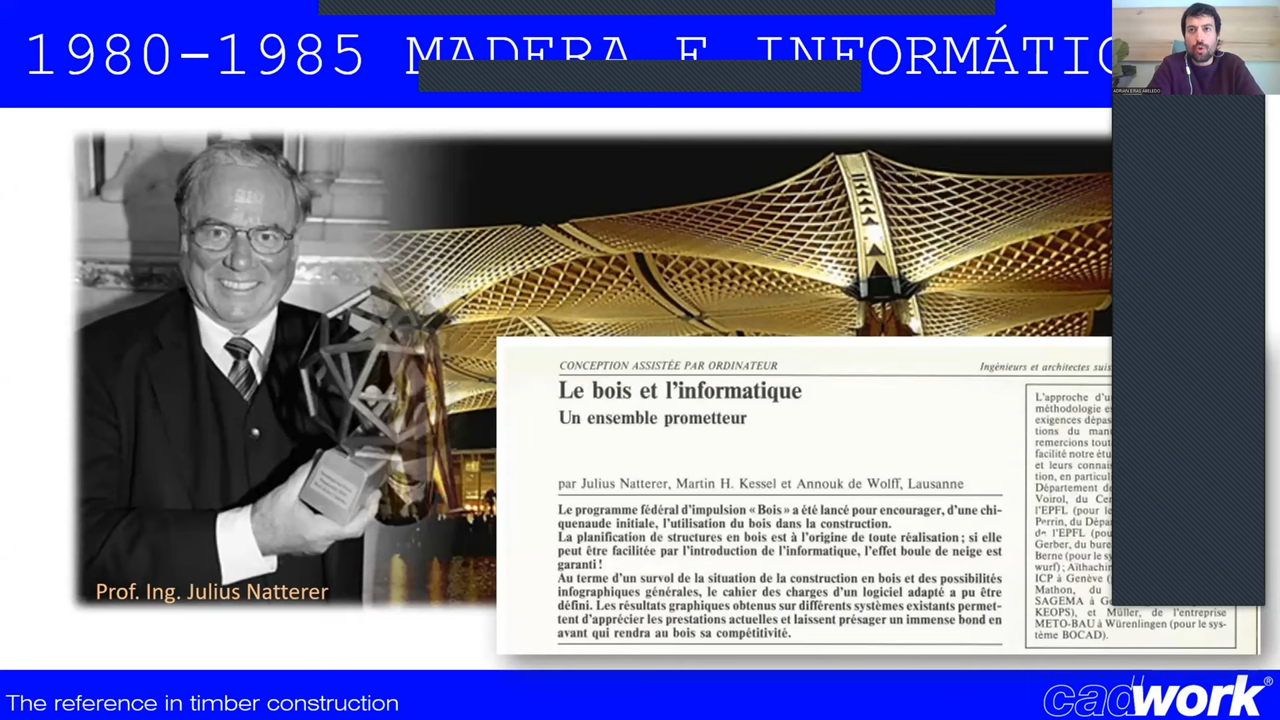 1980-1985 MADERA E INFORMÁTIC
Prof. Ing. Julius Natterer
CONCEPTION ASSISTÉE PAR ORDINATEUR
Ingénieurs et architectes suis
Le bois et l'informatique
Un ensemble prometteur
par Julius Natterer, Martin H. Kessel et Annouk de Wolff, Lausanne
Le programme fédéral d'impulsion « Bois » a été lancé pour encourager, d'une chi-
quenaude initiale, l'utilisation du bois dans la construction.
La planification de structures en bois est à l'origine de toute réalisation; si elle
peut être facilitée par l'introduction de l'informatique, l'effet boule de neige est
garanti!
Au terme d'un survol de la situation de la construction en bois et des possibilités
infographiques générales, le cahier des charges d'un logiciel adapté a pu être
défini. Les résultats graphiques obtenus sur différents systèmes existants permet-
tent d'apprécier les prestations actuelles et laissent présager un immense bond en
avant qui rendra au bois sa compétitivité.
L'approche d'u
méthodologie e
exigences dépas
tions du man
remercions tout
facilité notre étu
et leurs connai
tion, en particul
Département d
Voirol, du Cen
l'EPFL (pour le
Perrin, du Dépa
de l'EPFL (pou
Gerber, du bure
Berne (pour le s
wurf); Aïthachin
ICP à Genève (
Mathon, du
SAGEMA à Ge
KEOPS), et Müller, de l'entreprise
METO-BAU à Würenlingen (pour le sys-
tème BOCAD).
The reference in timber construction
cadwork®